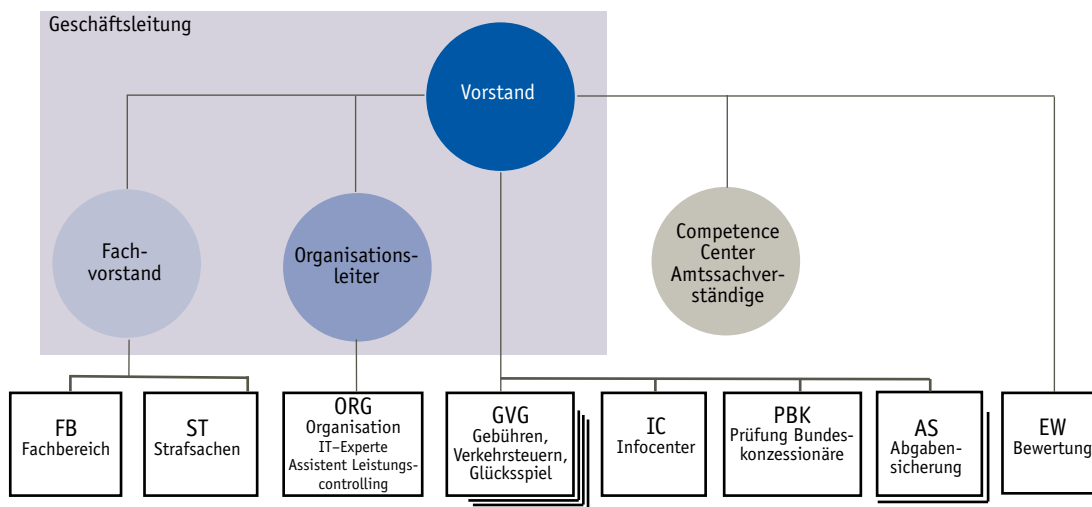 Geschäftsleitung
Vorstand
Fach-
vorstand
Organisations-
leiter
Competence
Center
Amtssachver-
ständige
FB
Fachbereich
ST
Strafsachen
ORG
Organisation
IT–Experte
Assistent Leistungs-
controlling
GVG
Gebühren,
Verkehrsteuern,
Glücksspiel
IC
Infocenter
PBK
Prüfung Bundes-
konzessionäre
AS
Abgaben-
sicherung
EW
Bewertung